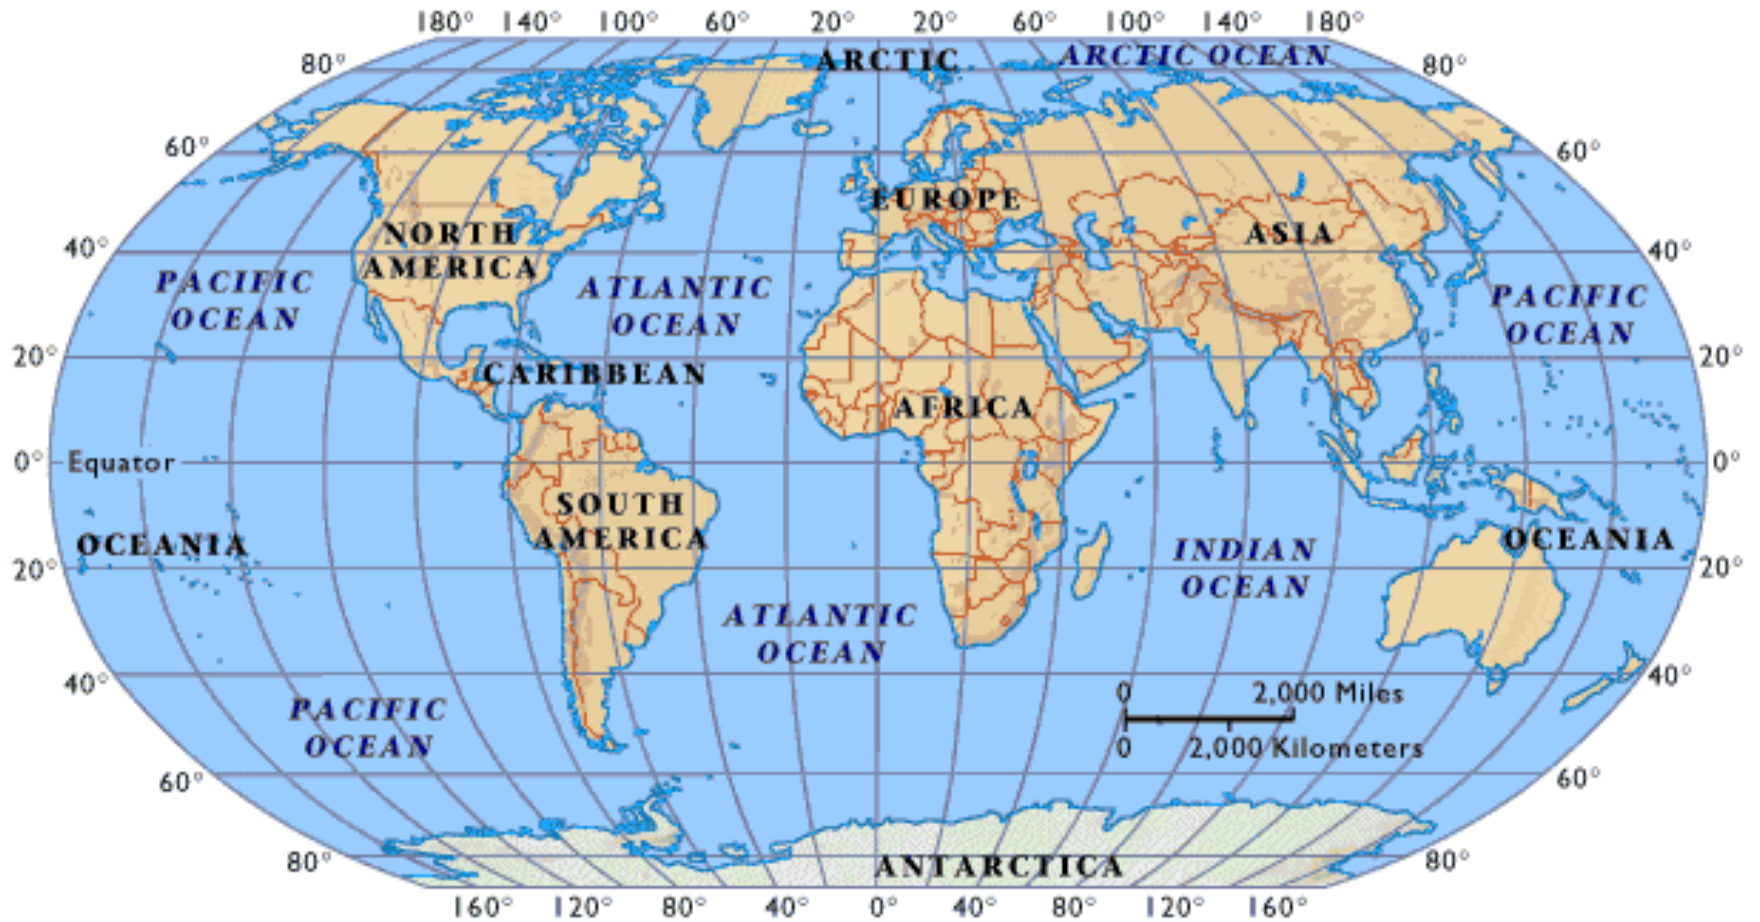 180° 140° 100° 60° 20° 20° 60° 100° 140° 180°
80° ARCTIC ARCTIC OCEAN 80°
60° 60°
EUROPE
NORTH
AMERICA
ASIA
40° 40°
PACIFIC
OCEAN
ATLANTIC
OCEAN
PACIFIC
OCEAN
20° 20°
CARIBBEAN
AFRICA
0° Equator 0°
SOUTH
AMERICA
OCEANIA
INDIAN
OCEAN
OCEANIA
20° 20°
ATLANTIC
OCEAN
40° 40°
PACIFIC
OCEAN
0 2,000 Miles
0 2,000 Kilometers
60° 60°
80° ANTARCTICA 80°
160° 120° 80° 40° 0° 40° 80° 120° 160°